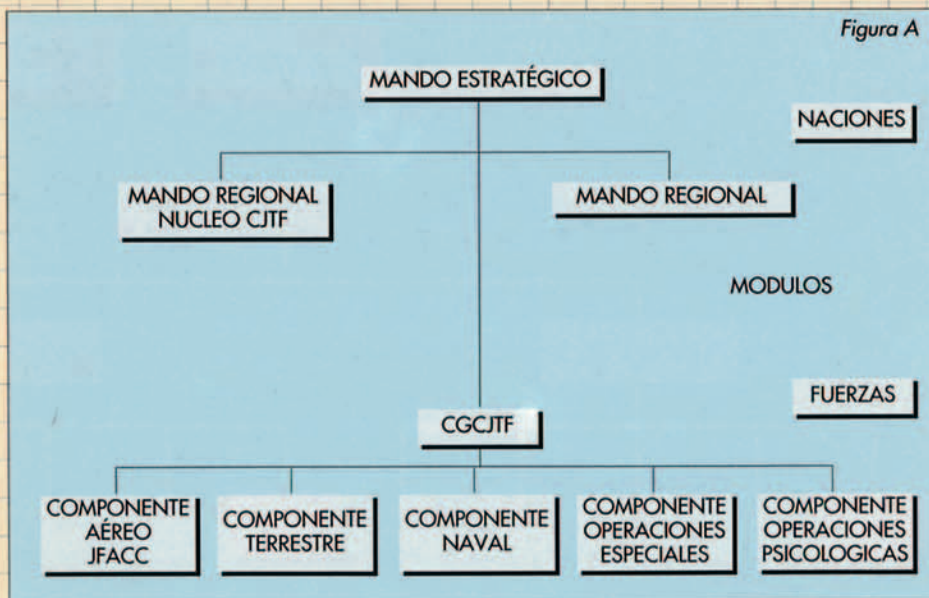 Figura A
MANDO ESTRATÉGICO
NACIONES
MANDO REGIONAL
NUCLEO CJTF
MANDO REGIONAL
MODULOS
FUERZAS
CGCJTF
COMPONENTE
AÉREO
JFACC
COMPONENTE
TERRESTRE
COMPONENTE
NAVAL
COMPONENTE
OPERACIONES
ESPECIALES
COMPONENTE
OPERACIONES
PSICOLOGICAS